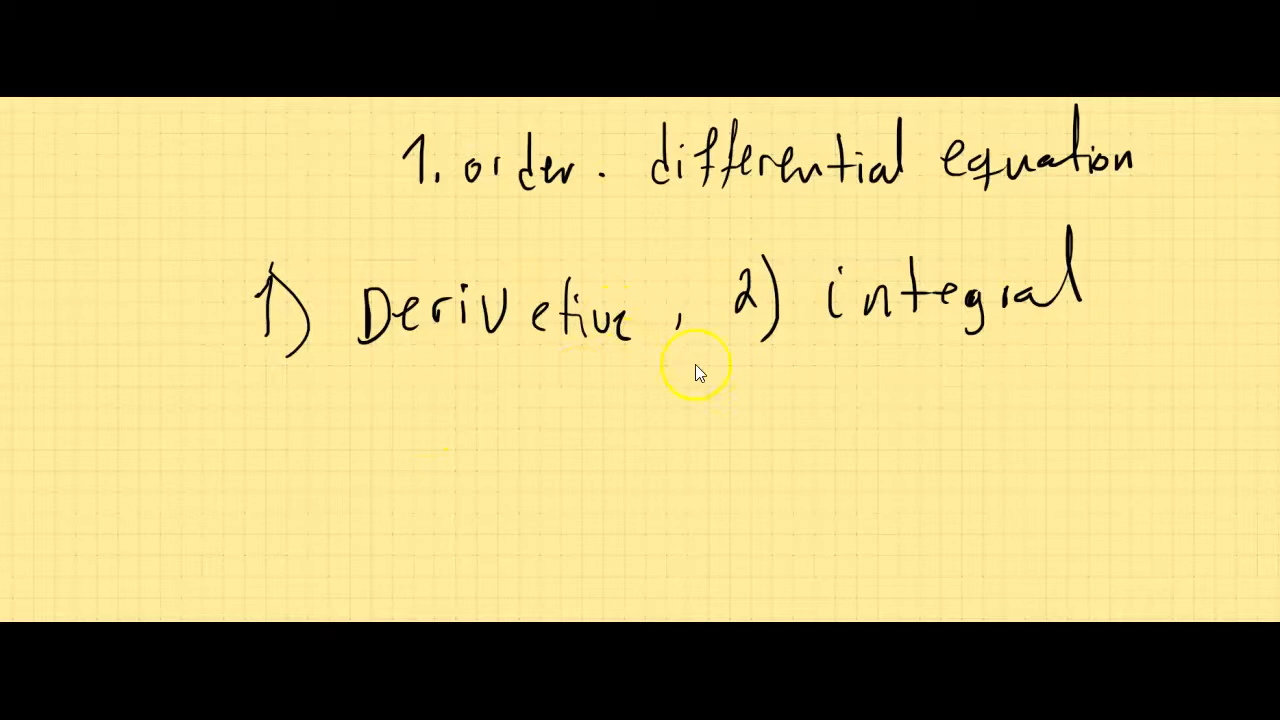 1. order. differential equation
1) Derivetive, 2) integral